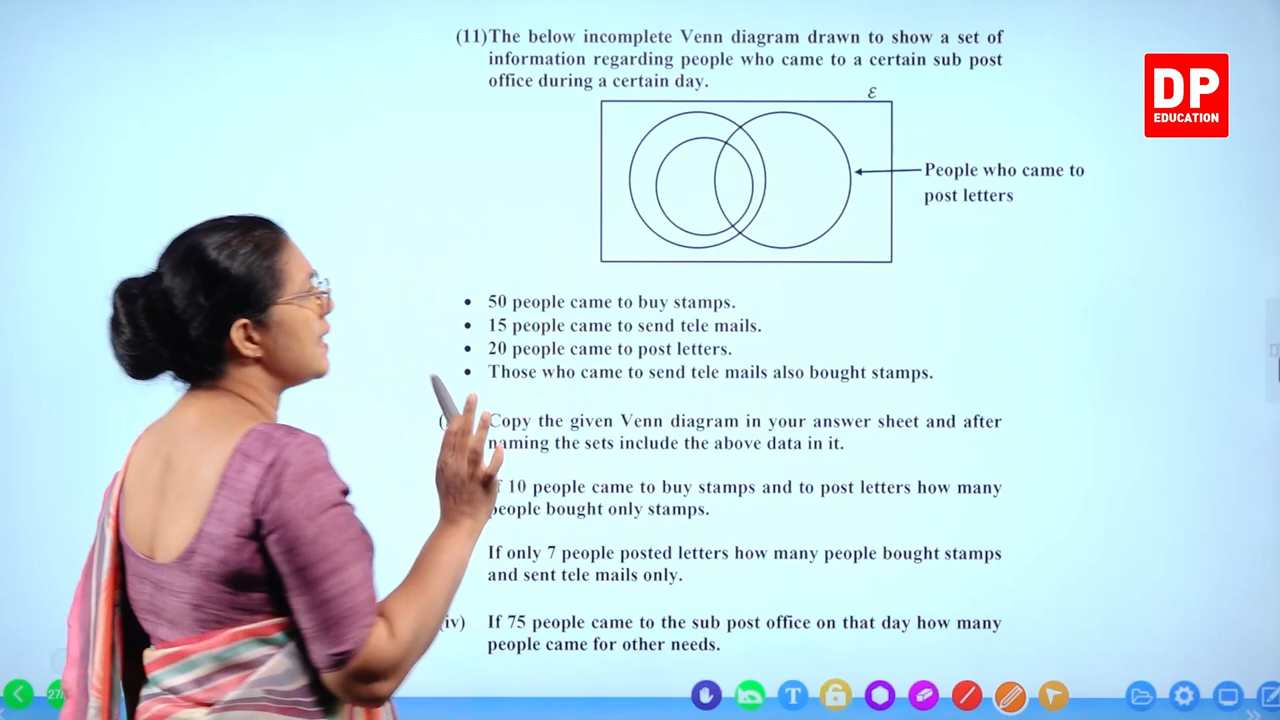 (11)The below incomplete Venn diagram drawn to show a set of
information regarding people who came to a certain sub post
office during a certain day.
ε
People who came to
post letters
DP
EDUCATION
• 50 people came to buy stamps.
• 15 people came to send tele mails.
• 20 people came to post letters.
• Those who came to send tele mails also bought stamps.
Copy the given Venn diagram in your answer sheet and after
naming the sets include the above data in it.
10 people came to buy stamps and to post letters how many
people bought only stamps.
If only 7 people posted letters how many people bought stamps
and sent tele mails only.
iv) If 75 people came to the sub post office on that day how many
people came for other needs.
27/
T